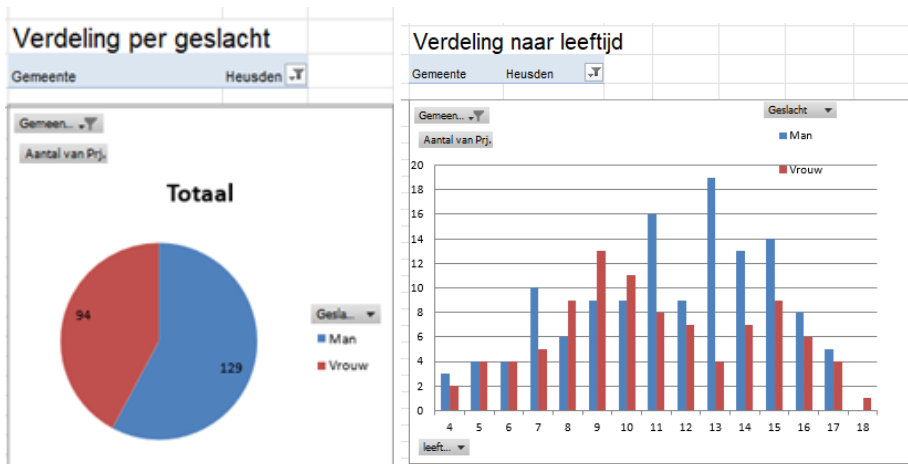 Verdeling per geslacht
Gemeente Heusden
Gemeen...
Aantal van Prj.
Totaal
94
129
Gesla...
Man
Vrouw
Verdeling naar leeftijd
Gemeente Heusden
Gemeen...
Aantal van Prj.
Geslacht
Man
Vrouw
20
18
16
14
12
10
8
6
4
2
0
4 5 6 7 8 9 10 11 12 13 14 15 16 17 18
leeft...